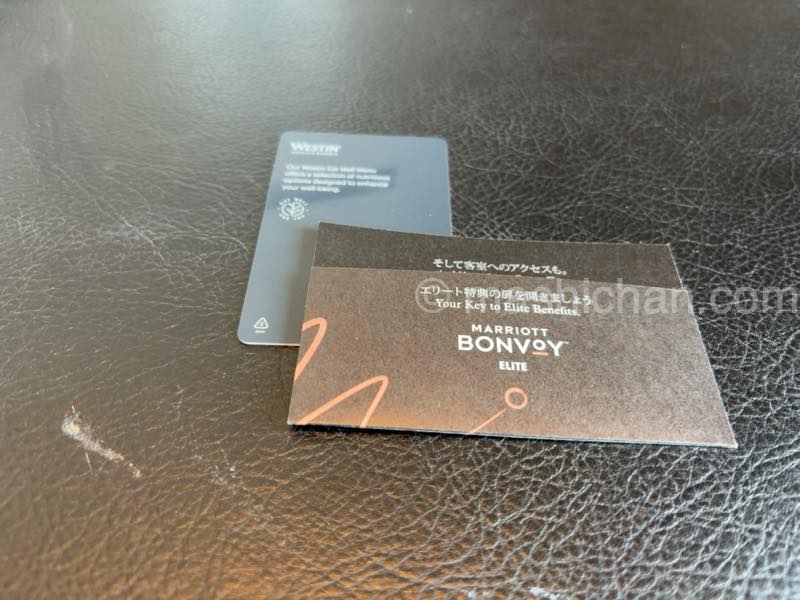 WESTIN
Our Westin Eat Well Menu
offers a selection of nutritious
options designed to enhance
your well-being.
そして客室へのアクセスも。
エリート特典の扉を開きましょう
Your Key to Elite Benefits.
MARRIOTT
BONVOY
ELITE